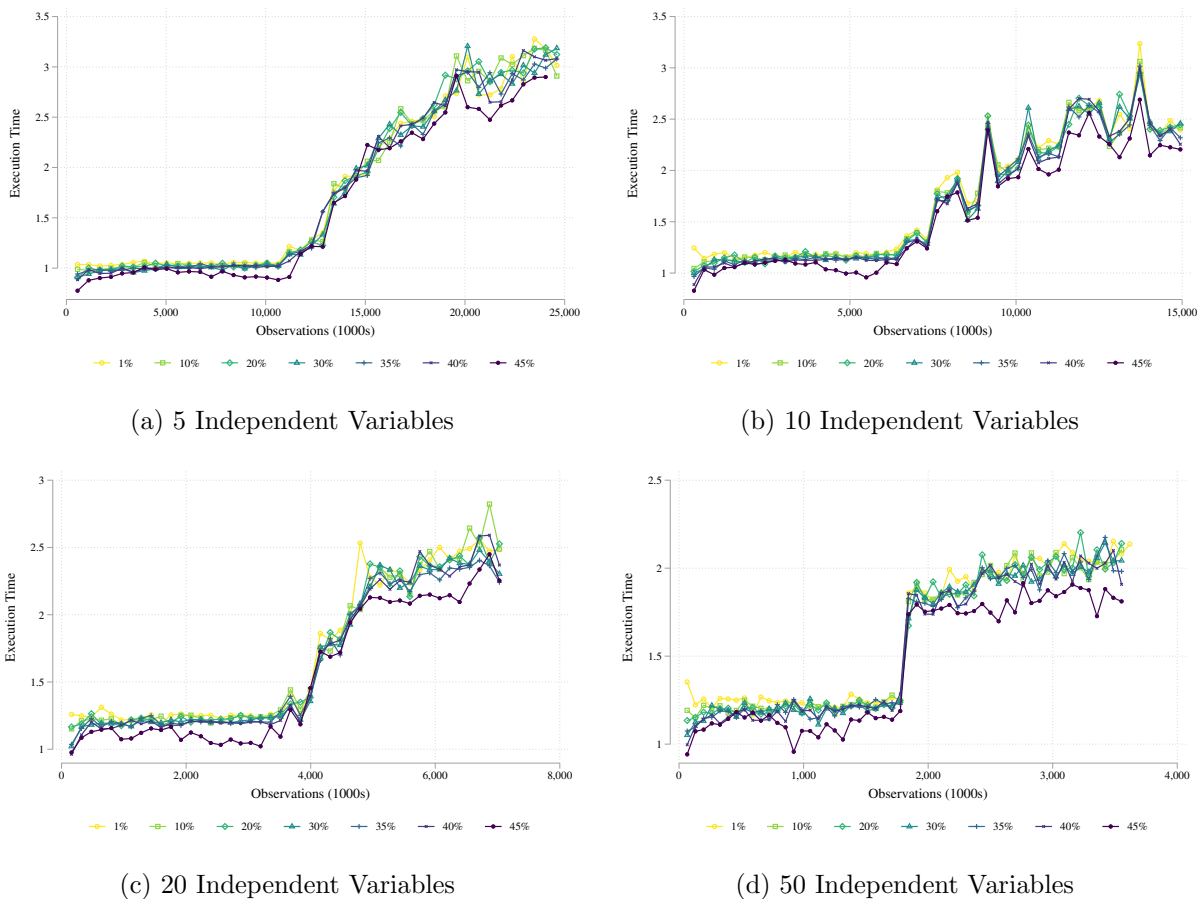 3.5
3
2.5
2
1.5
1
Execution Time
0 5,000 10,000 15,000 20,000 25,000
Observations (1000s)
1% 10% 20% 30% 35% 40% 45%
(a) 5 Independent Variables
3.5
3
2.5
2
1.5
1
Execution Time
0 5,000 10,000 15,000
Observations (1000s)
1% 10% 20% 30% 35% 40% 45%
(b) 10 Independent Variables
3
2.5
2
1.5
1
Execution Time
0 2,000 4,000 6,000 8,000
Observations (1000s)
1% 10% 20% 30% 35% 40% 45%
(c) 20 Independent Variables
2.5
2
1.5
1
Execution Time
0 1,000 2,000 3,000 4,000
Observations (1000s)
1% 10% 20% 30% 35% 40% 45%
(d) 50 Independent Variables